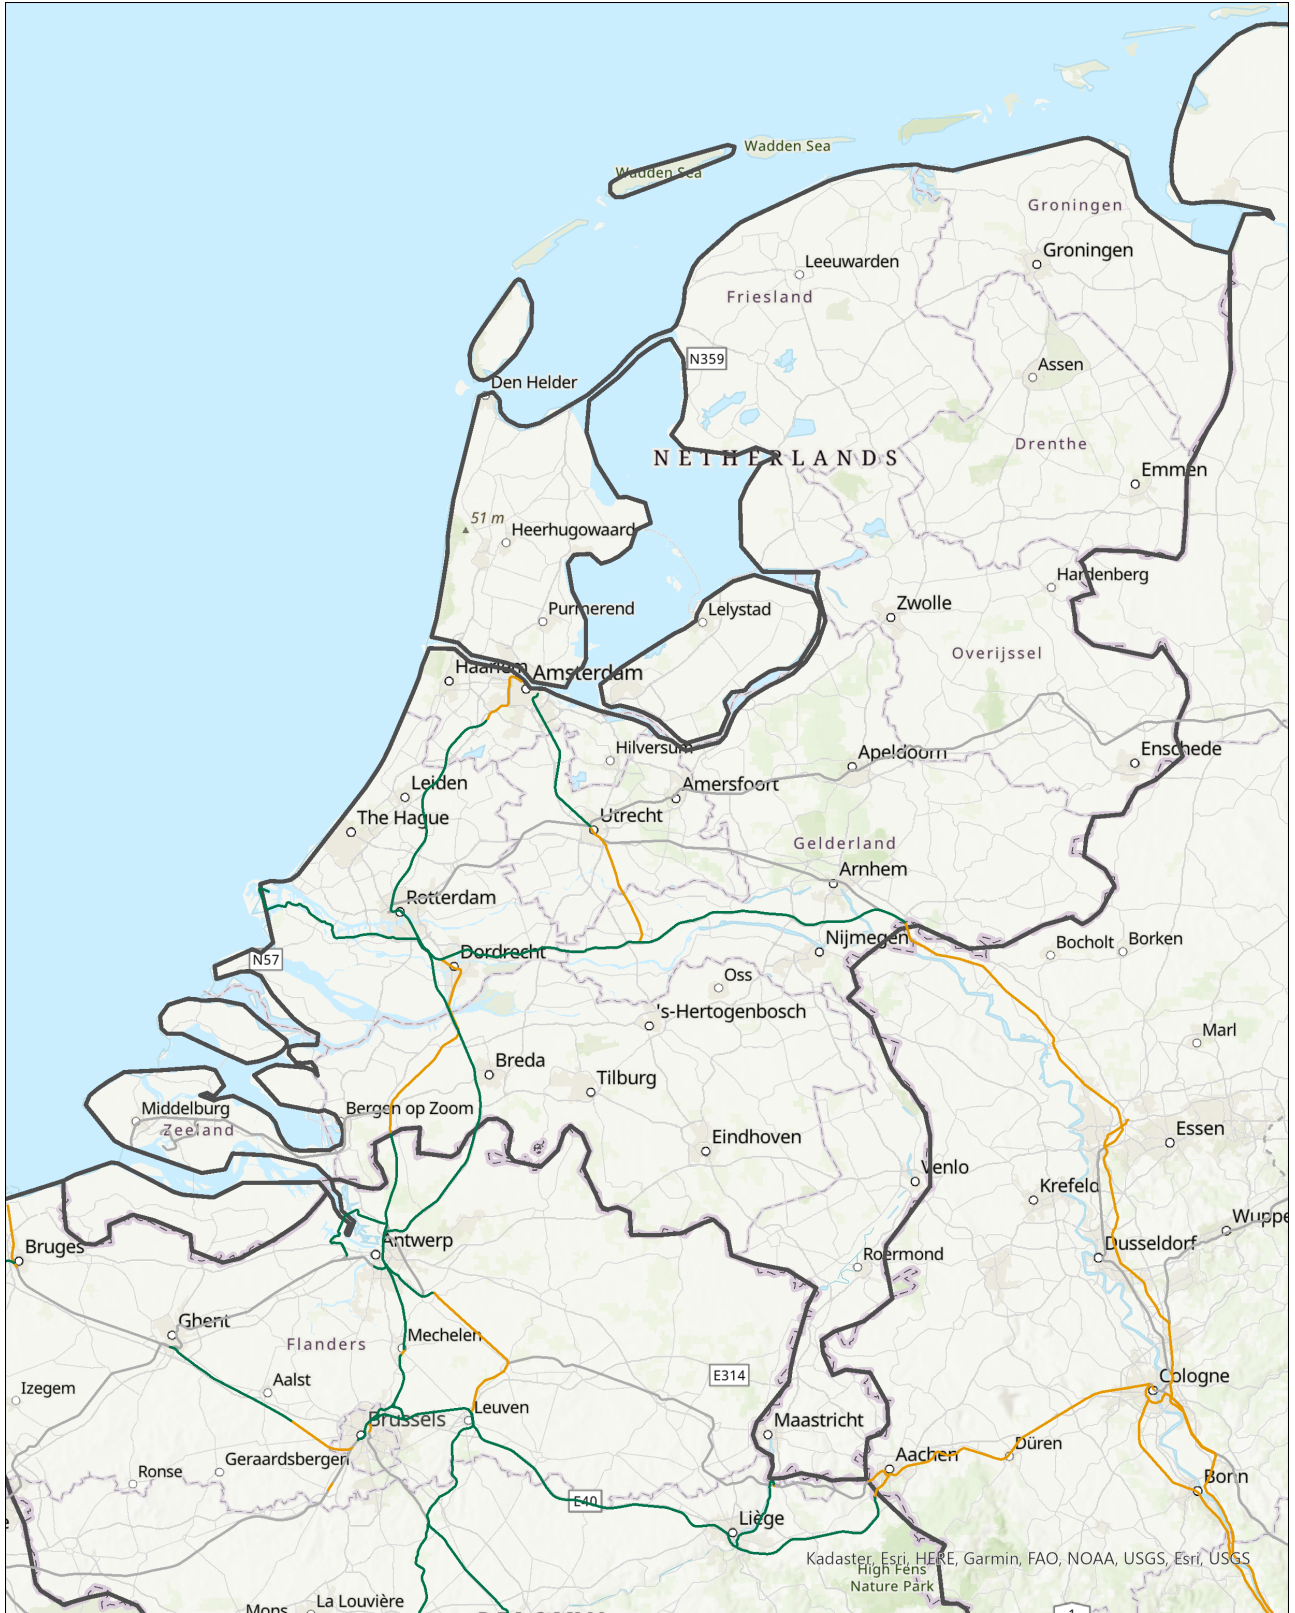 Wadden Sea
Wadden Sea
Groningen
Groningen
Leeuwarden
Friesland
N359
Assen
Den Helder
Drenthe
NETHERLANDS
Emmen
51 m
Heerhugowaard
Hardenberg
Purmerend
Lelystad
Zwolle
Overijssel
Haarlem
Amsterdam
Hilversum
Apeldoorn
Enschede
Leiden
Amersfoort
The Hague
Utrecht
Gelderland
Arnhem
Rotterdam
Nijmegen
Bocholt
Borken
N57
Dordrecht
Oss
's-Hertogenbosch
Marl
Breda
Tilburg
Middelburg
Bergen op Zoom
Zeeland
Eindhoven
Essen
Venlo
Krefeld
Wuppe
Bruges
Antwerp
Roermond
Dusseldorf
Ghent
Flanders
Mechelen
Izegem
Aalst
E314
Cologne
Leuven
Brussels
Maastricht
Geraardsbergen
Aachen
Düren
Ronse
Bonn
E40
Liège
Kadaster, Esri, HERE, Garmin, FAO, NOAA, USGS, Esri, USGS
High Fens
Nature Park
La Louvière
Mons
1